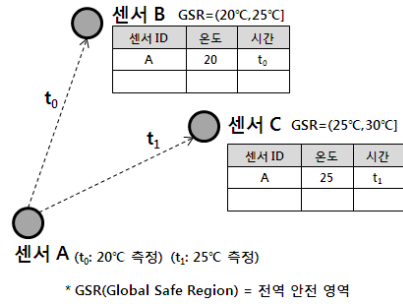 센서 B GSR=(20℃,25℃]
센서 ID 온도 시간
A 20 t₀
t₀
센서 C GSR=(25℃,30℃]
t₁
센서 ID 온도 시간
A 25 t₁
센서 A (t₀: 20℃ 측정) (t₁: 25℃ 측정)
* GSR(Global Safe Region) = 전역 안전 영역